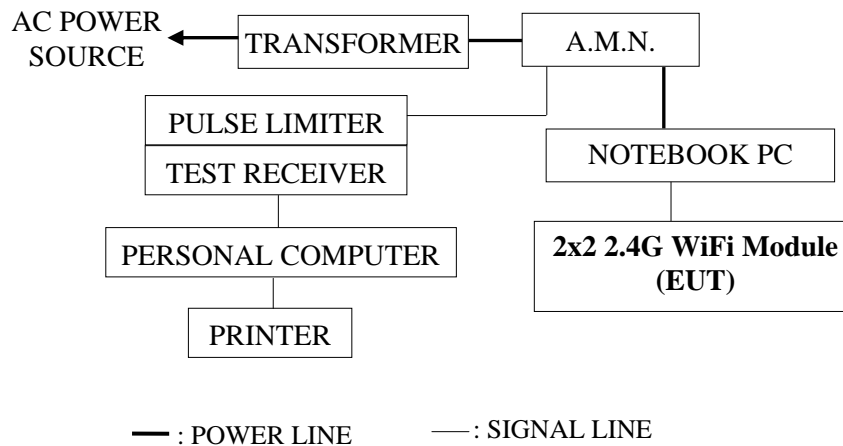 AC POWER
SOURCE
TRANSFORMER
A.M.N.
PULSE LIMITER
TEST RECEIVER
NOTEBOOK PC
PERSONAL COMPUTER
2x2 2.4G WiFi Module
(EUT)
PRINTER
: POWER LINE
: SIGNAL LINE